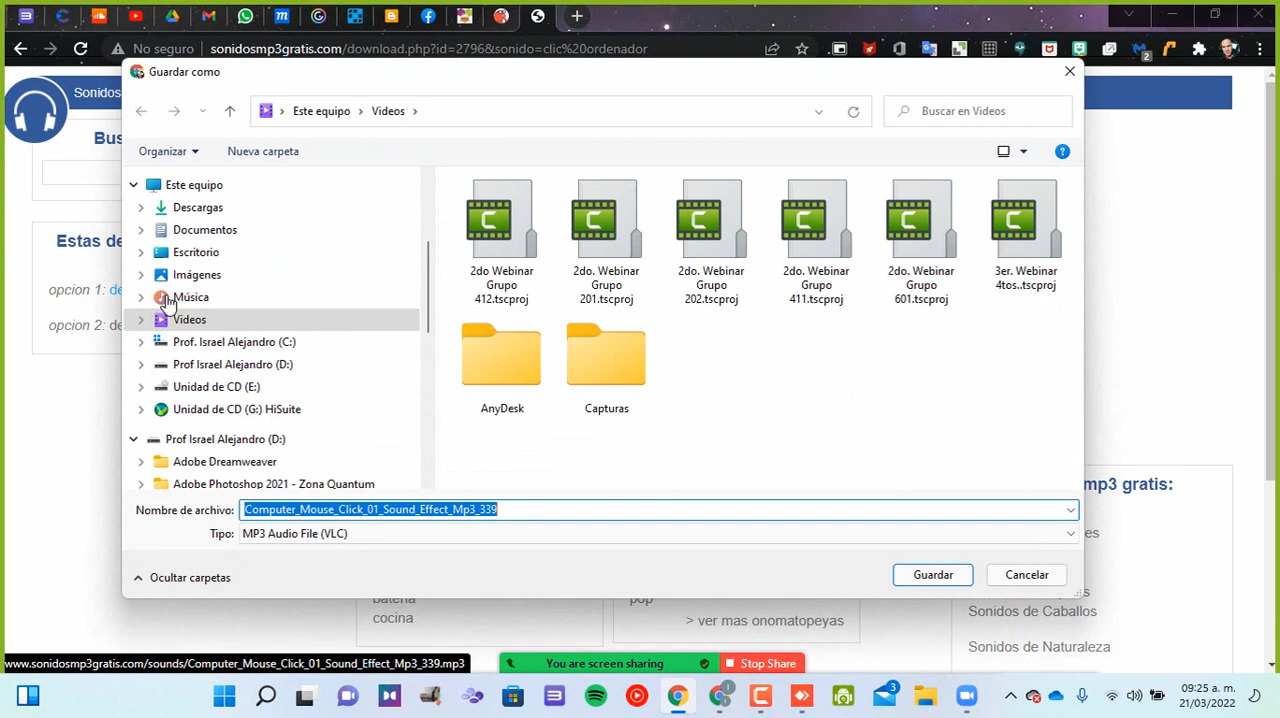 No seguro
sonidosmp3gratis.com/download.php?id=2796&sonido=clic%20ordenador
2
Guardar como
Sonidos
Este equipo > Videos >
Buscar en Videos
Bus
Organizar
Nueva carpeta
Este equipo
Descargas
Documentos
Escritorio
Imágenes
Música
Videos
Prof. Israel Alejandro (C:)
Prof Israel Alejandro (D:)
Unidad de CD (E:)
Unidad de CD (G:) HiSuite
Prof Israel Alejandro (D:)
Adobe Dreamweaver
Adobe Photoshop 2021 - Zona Quantum
2do Webinar
Grupo
412.tscproj
2do. Webinar
Grupo
201.tscproj
2do. Webinar
Grupo
202.tscproj
2do. Webinar
Grupo
411.tscproj
2do. Webinar
Grupo
601.tscproj
3er. Webinar
4tos..tscproj
AnyDesk
Capturas
Estas de
opcion 1: de
opcion 2: de
mp3 gratis:
es
Nombre de archivo:
Computer_Mouse_Click_01_Sound_Effect_Mp3_339
Tipo:
MP3 Audio File (VLC)
Ocultar carpetas
Guardar
Cancelar
bateria
cocina
pop
> ver mas onomatopeyas
s
Sonidos de Caballos
Sonidos de Naturaleza
www.sonidosmp3gratis.com/sounds/Computer_Mouse_Click_01_Sound_Effect_Mp3_339.mp3
You are screen sharing
Stop Share
3
09:25 a. m.
21/03/2022